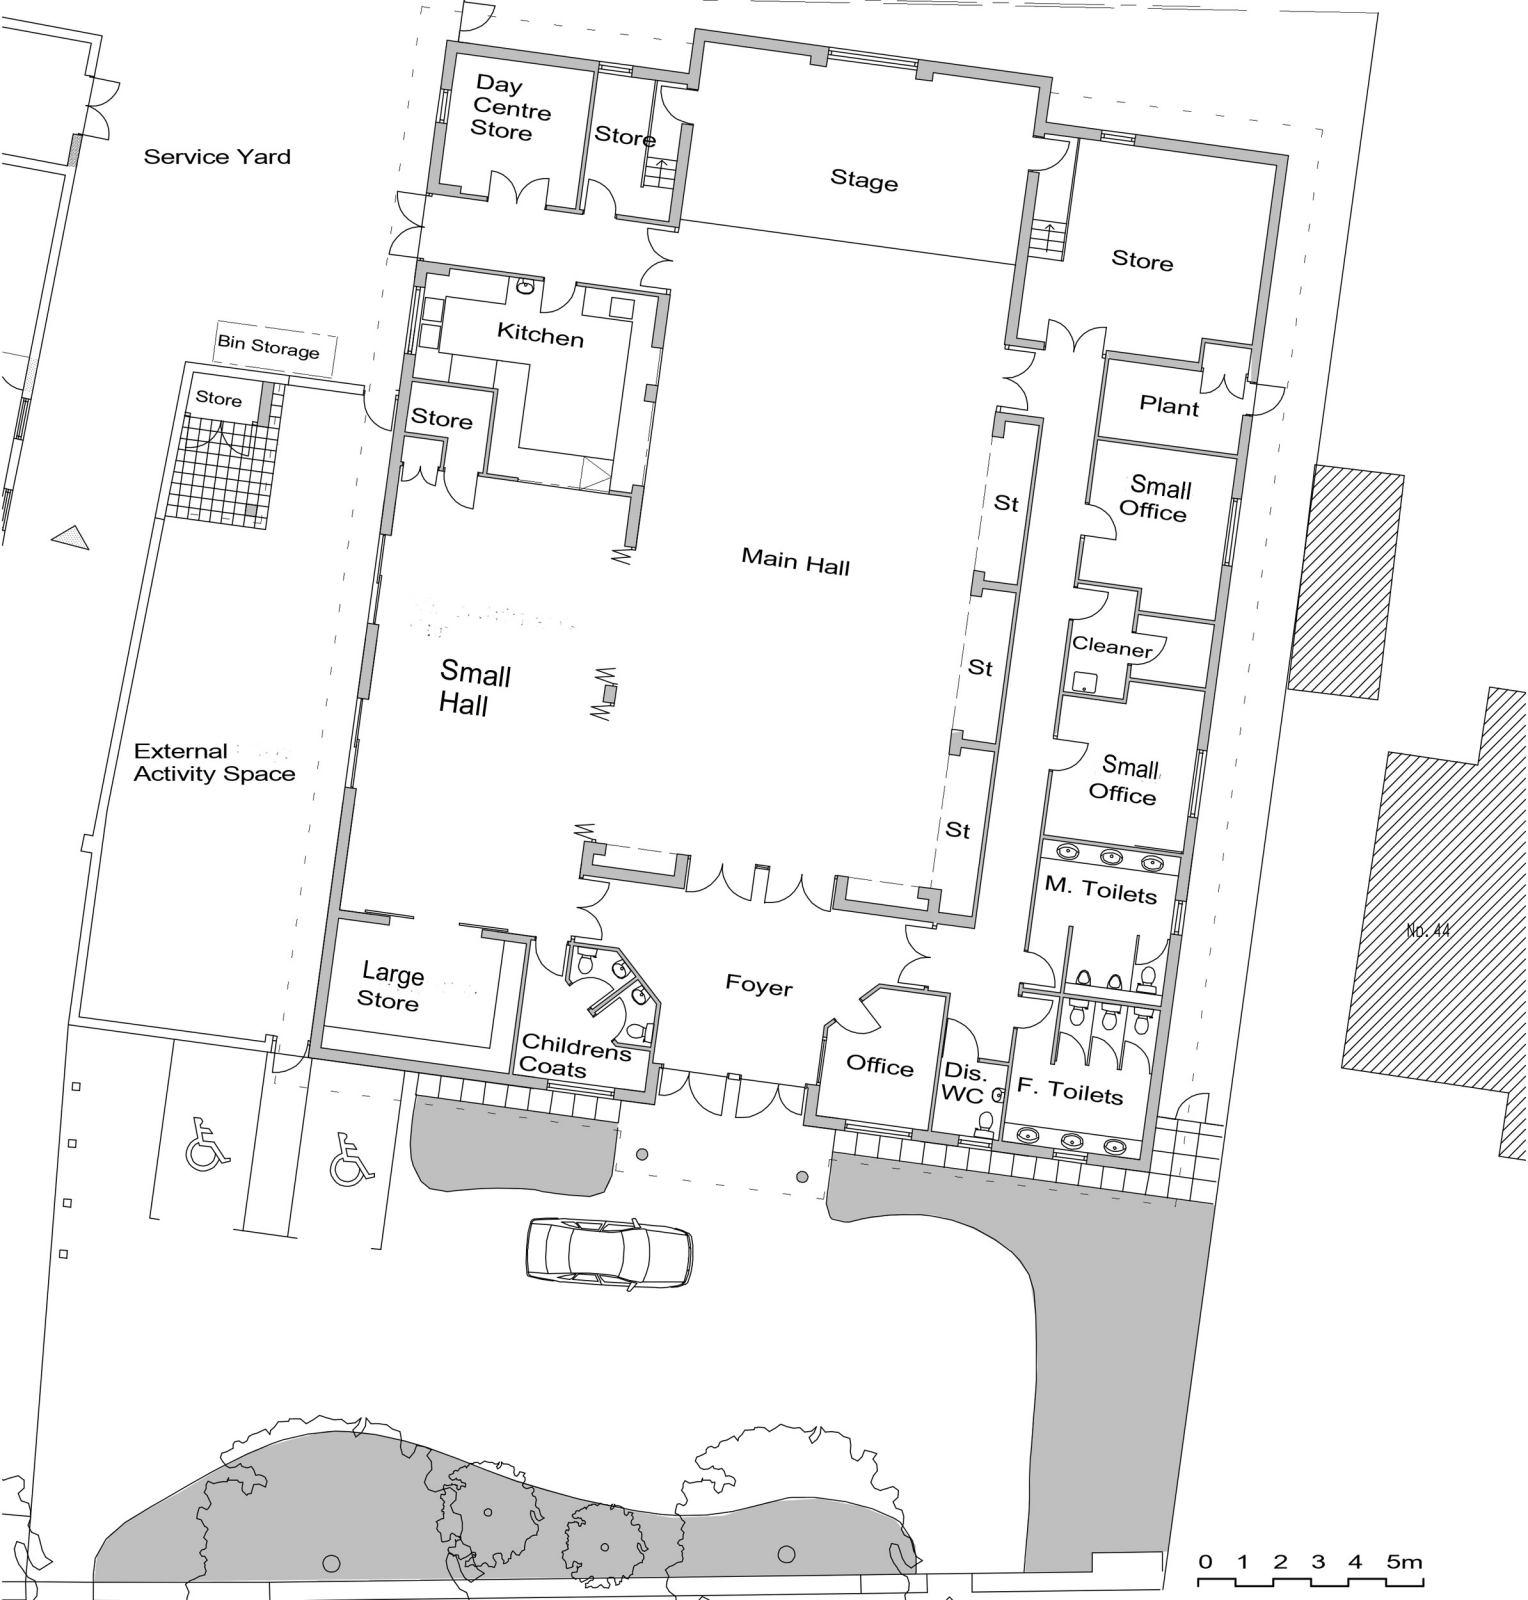 Day
Centre
Store
Store
Service Yard
Stage
Store
Bin Storage
Kitchen
Store
Store
Plant
Small
Office
St
Main Hall
Cleaner
St
Small
Hall
External
Activity Space
Small
Office
St
M. Toilets
No. 44
Large
Store
Foyer
Childrens
Coats
Office
Dis.
WC
F. Toilets
0 1 2 3 4 5m